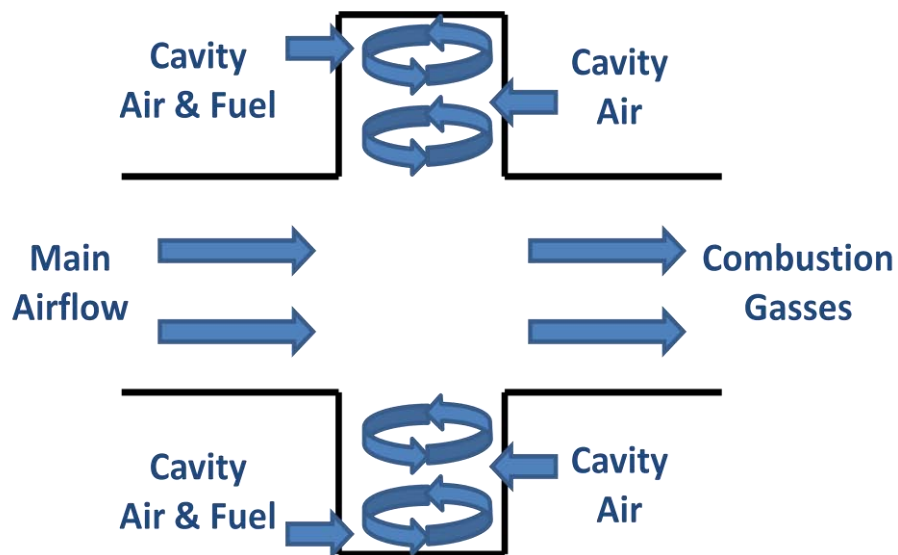 Cavity
Air & Fuel
Cavity
Air
Main
Airflow
Combustion
Gasses
Cavity
Air & Fuel
Cavity
Air